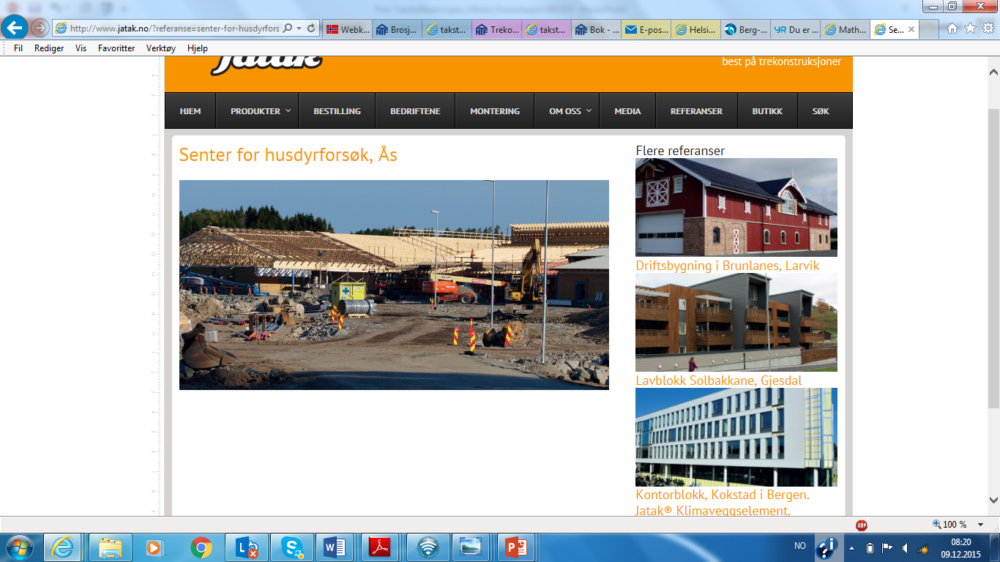 http://www.jatak.no/?referanse=senter-for-husdyrfors
Webk...
Brosj...
takst...
Treko...
takst...
Bok - ...
E-pos...
Helsi...
Berg-...
Du er ...
Math...
Se...
Fil Rediger Vis Favoritter Verktøy Hjelp
Jatak
best på trekonstruksjoner
HJEM PRODUKTER BESTILLING BEDRIFTENE MONTERING OM OSS MEDIA REFERANSER BUTIKK SØK
Senter for husdyrforsøk, Ås
Flere referanser
Driftsbygning i Brunlanes, Larvik
Lavblokk Solbakkane, Gjesdal
Kontorblokk, Kokstad i Bergen.
Jatak® Klimaveggselement.
ABP
100 %
NO
08:20
09.12.2015